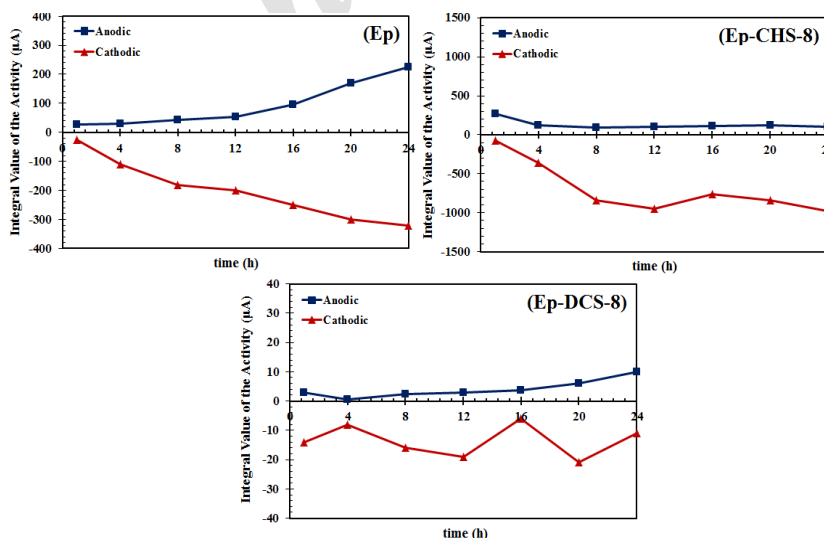 400
300
200
100
0
-100
-200
-300
-400
Integral Value of the Activity (µA)
Anodic
Cathodic
(Ep)
0 4 8 12 16 20 24
time (h)
1500
1000
500
0
-500
-1000
-1500
Integral Value of the Activity (µA)
Anodic
Cathodic
(Ep-CHS-8)
0 4 8 12 16 20
time (h)
40
30
20
10
0
-10
-20
-30
-40
Integral Value of the Activity (µA)
Anodic
Cathodic
(Ep-DCS-8)
0 4 8 12 16 20 24
time (h)